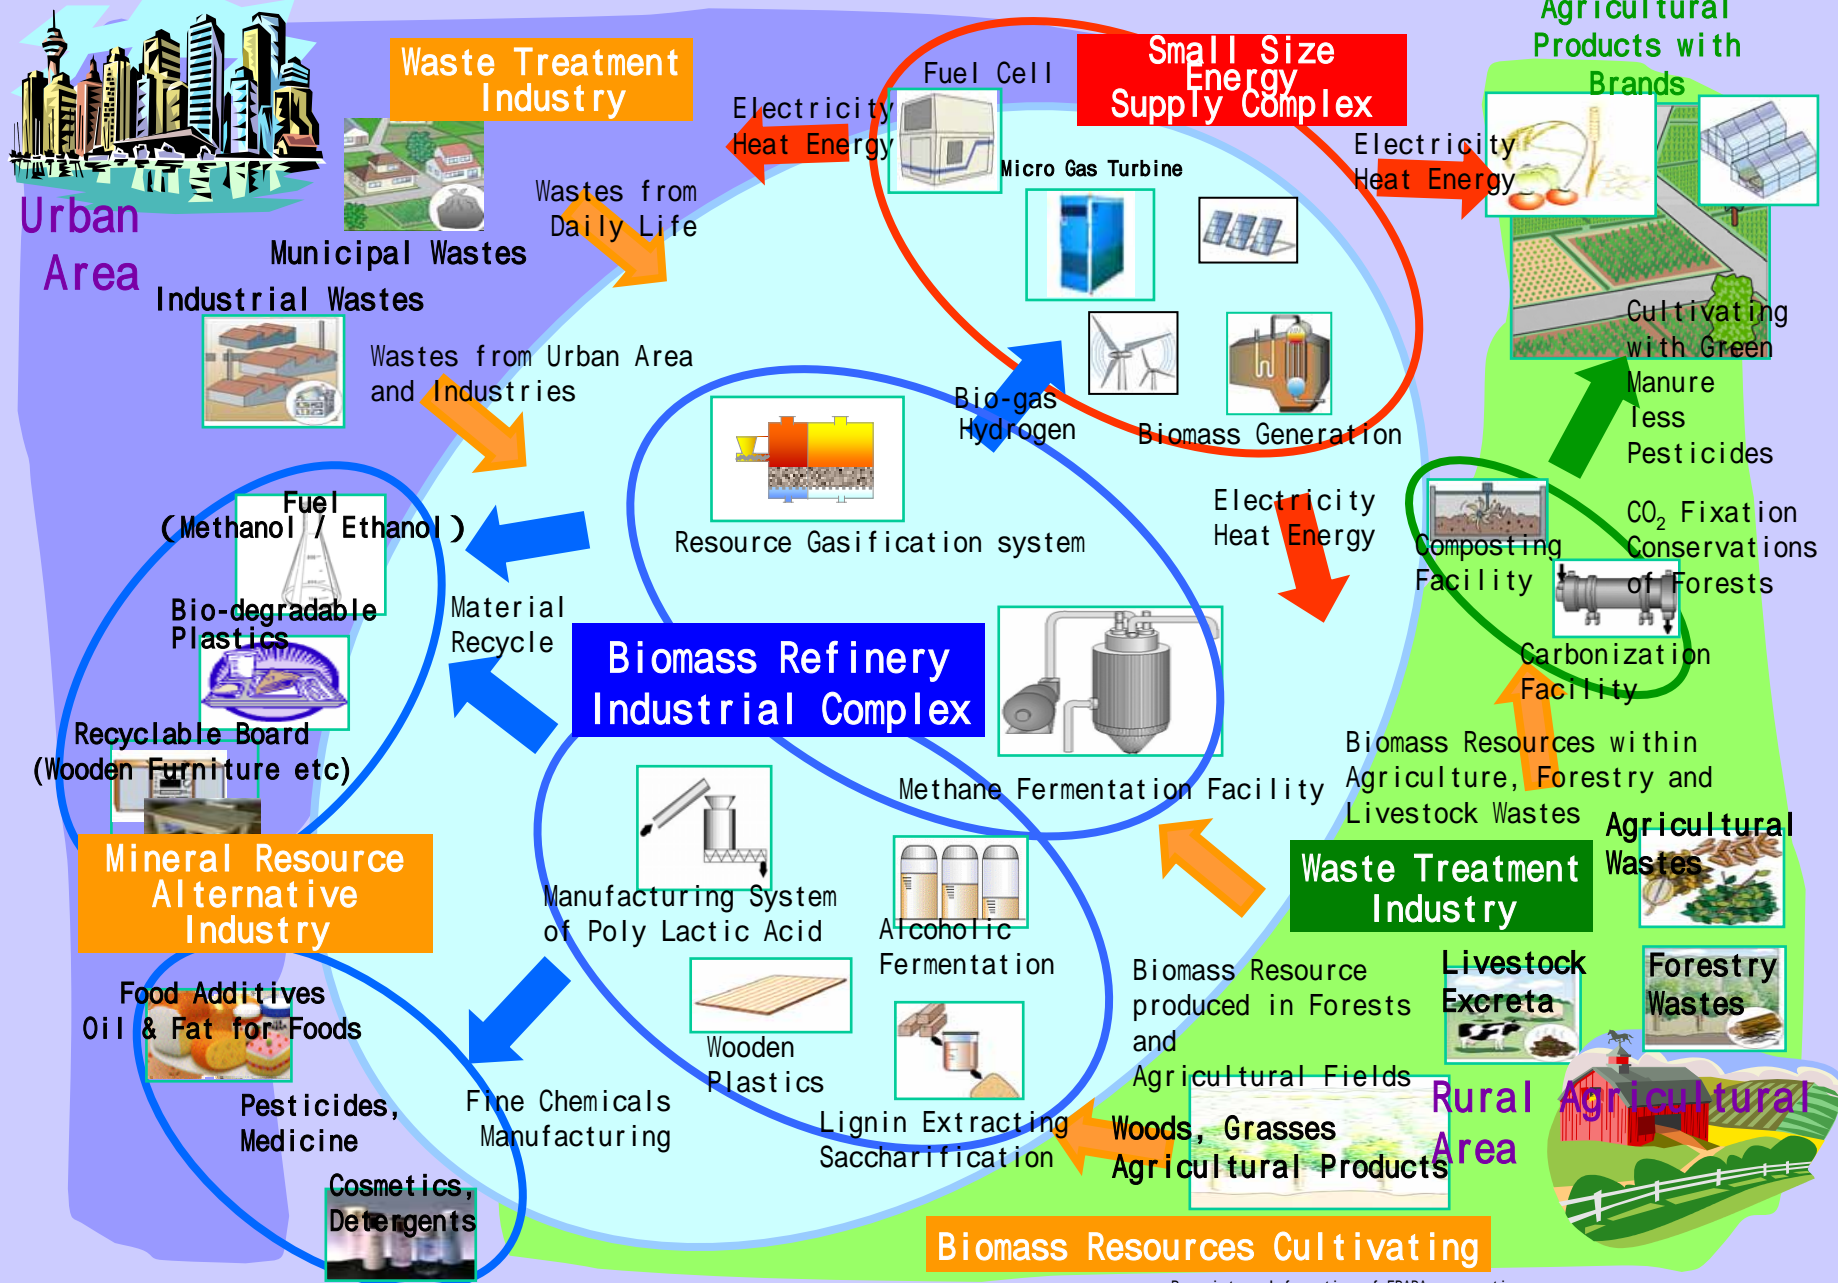 Agricultural
Products with
Brands
Waste Treatment
Industry
Small Size
Energy
Supply Complex
Fuel Cell
Electricity
Heat Energy
Electricity
Heat Energy
Micro Gas Turbine
Urban
Area
Wastes from
Daily Life
Municipal Wastes
Industrial Wastes
Wastes from Urban Area
and Industries
Cultivating
with Green
Manure
less
Pesticides
Bio-gas
Hydrogen
Biomass Generation
Fuel
(Methanol / Ethanol)
Resource Gasification system
Electricity
Heat Energy
CO2 Fixation
Conservations
of Forests
Composting
Facility
Carbonization
Facility
Bio-degradable
Plastics
Material
Recycle
Biomass Refinery
Industrial Complex
Recyclable Board
(Wooden Furniture etc)
Methane Fermentation Facility
Biomass Resources within
Agriculture, Forestry and
Livestock Wastes
Agricultural
Wastes
Mineral Resource
Alternative
Industry
Waste Treatment
Industry
Manufacturing System
of Poly Lactic Acid
Alcoholic
Fermentation
Livestock
Excreta
Forestry
Wastes
Biomass Resource
produced in Forests
and
Agricultural Fields
Food Additives
Oil & Fat for Foods
Wooden
Plastics
Pesticides,
Medicine
Fine Chemicals
Manufacturing
Lignin Extracting
Saccharification
Woods, Grasses
Agricultural Products
Rural Agricultural
Area
Cosmetics,
Detergents
Biomass Resources Cultivating